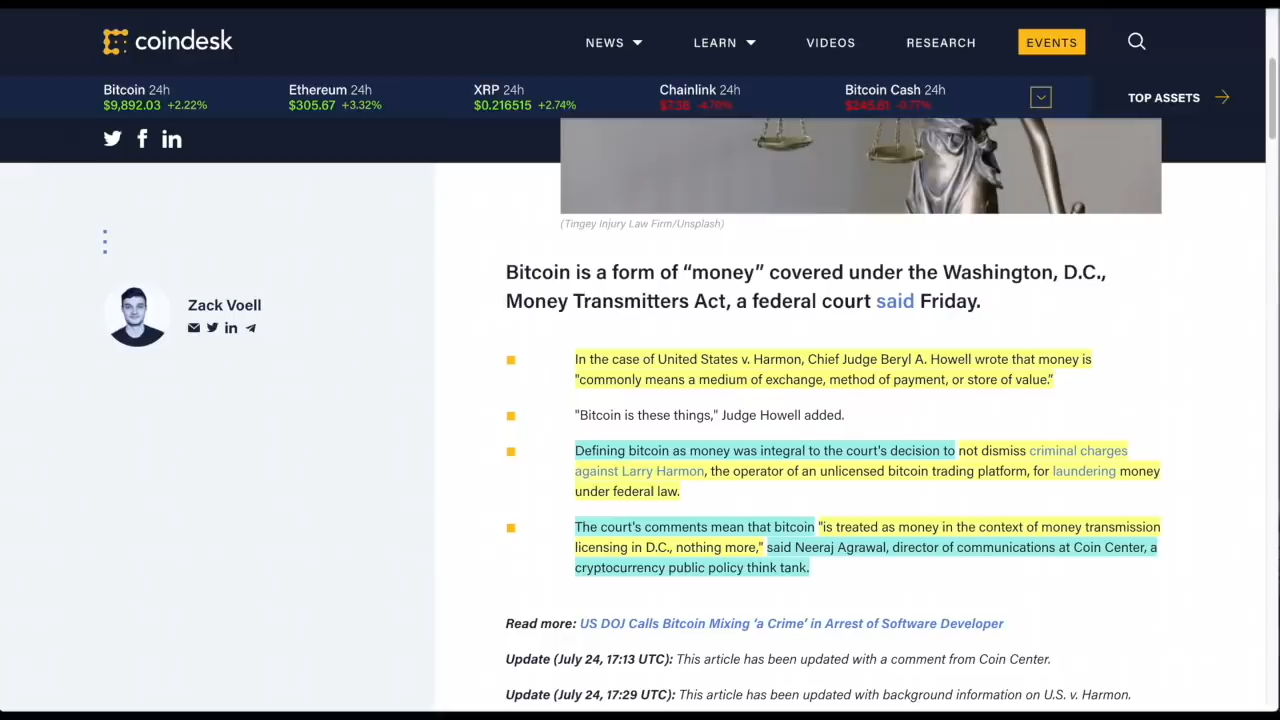 coindesk
NEWS LEARN VIDEOS RESEARCH EVENTS
Bitcoin 24h
$9,892.03 +2.22%
Ethereum 24h
$305.67 +3.32%
XRP 24h
$0.216515 +2.74%
Chainlink 24h
$7.36 -4.76%
Bitcoin Cash 24h
$245.81 -0.77%
TOP ASSETS
(Tingey Injury Law Firm/Unsplash)
Zack Voell
Bitcoin is a form of “money” covered under the Washington, D.C.,
Money Transmitters Act, a federal court said Friday.
In the case of United States v. Harmon, Chief Judge Beryl A. Howell wrote that money is
"commonly means a medium of exchange, method of payment, or store of value.”
"Bitcoin is these things," Judge Howell added.
Defining bitcoin as money was integral to the court's decision to not dismiss criminal charges
against Larry Harmon, the operator of an unlicensed bitcoin trading platform, for laundering money
under federal law.
The court's comments mean that bitcoin "is treated as money in the context of money transmission
licensing in D.C., nothing more," said Neeraj Agrawal, director of communications at Coin Center, a
cryptocurrency public policy think tank.
Read more: US DOJ Calls Bitcoin Mixing ‘a Crime’ in Arrest of Software Developer
Update (July 24, 17:13 UTC): This article has been updated with a comment from Coin Center.
Update (July 24, 17:29 UTC): This article has been updated with background information on U.S. v. Harmon.